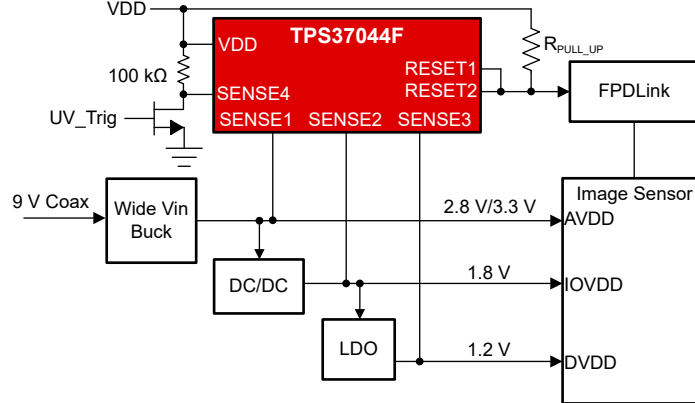 VDD
TPS37044F
VDD
RPULL_UP
100 kΩ
RESET1
RESET2
FPDLink
SENSE4
UV_Trig
SENSE1
SENSE2
SENSE3
9 V Coax
Wide Vin
Buck
2.8 V/3.3 V
Image Sensor
AVDD
DC/DC
1.8 V
IOVDD
LDO
1.2 V
DVDD